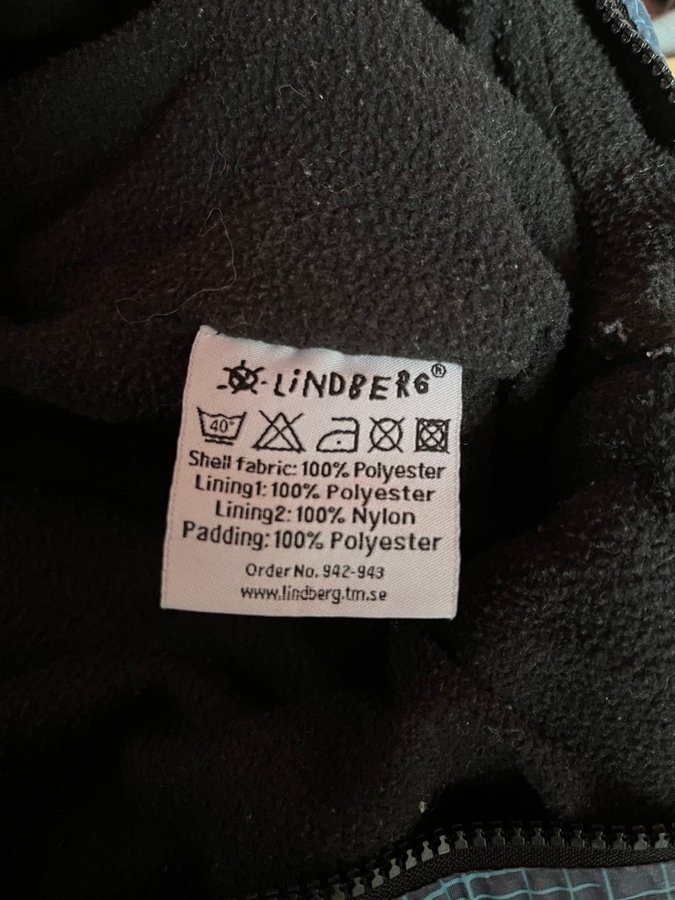 LiNDBERG®
40°
Shell fabric: 100% Polyester
Lining1: 100% Polyester
Lining2: 100% Nylon
Padding: 100% Polyester
Order No. 942-943
www.lindberg.tm.se